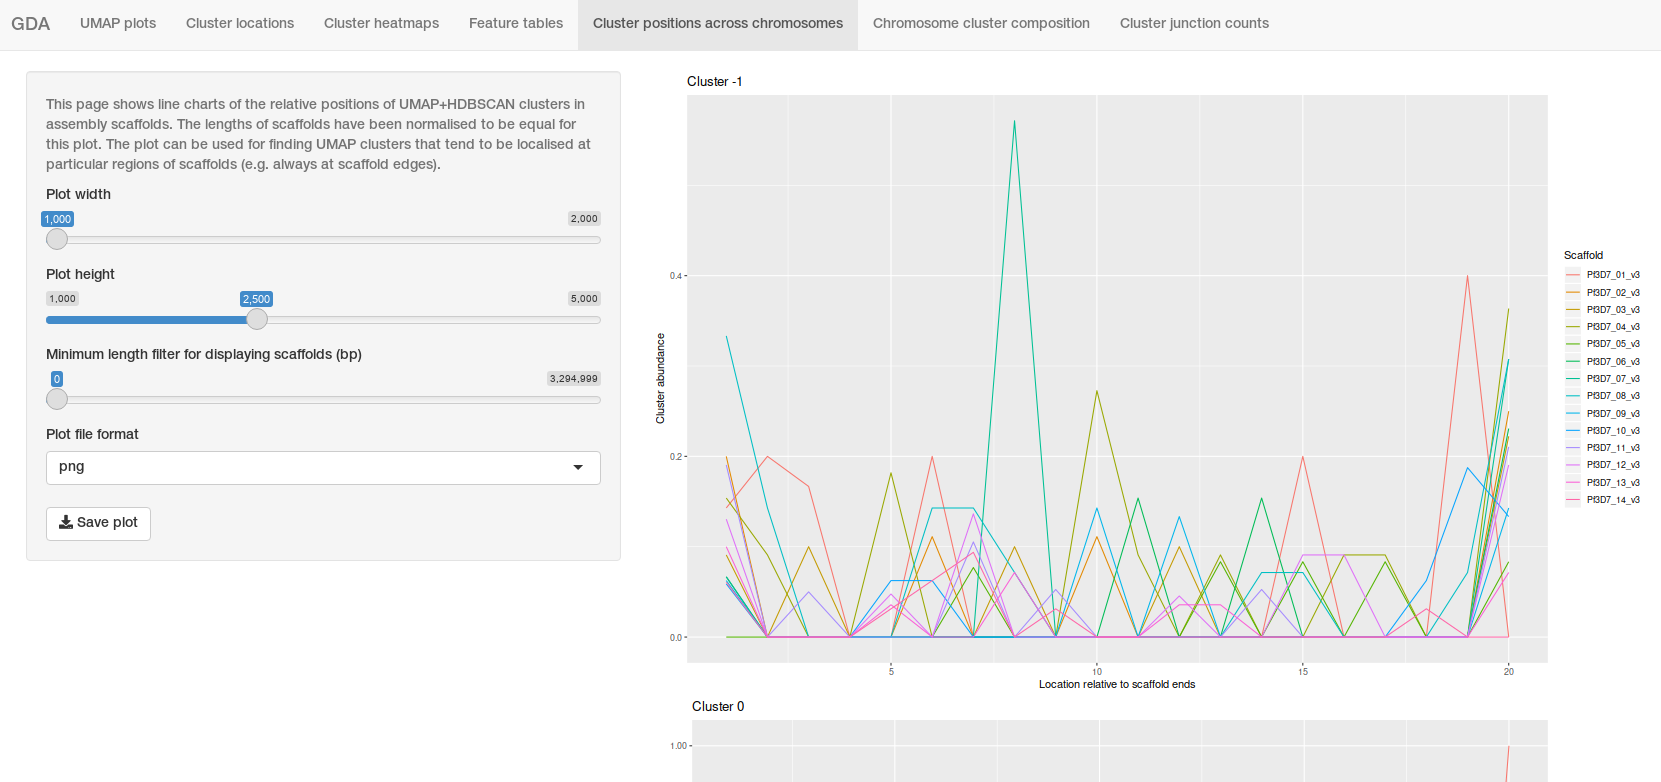 GDA UMAP plots Cluster locations Cluster heatmaps Feature tables Cluster positions across chromosomes Chromosome cluster composition Cluster junction counts
This page shows line charts of the relative positions of UMAP+HDBSCAN clusters in
assembly scaffolds. The lengths of scaffolds have been normalised to be equal for
this plot. The plot can be used for finding UMAP clusters that tend to be localised at
particular regions of scaffolds (e.g. always at scaffold edges).
Plot width
1,000 2,000
Plot height
1,000 2,500 5,000
Minimum length filter for displaying scaffolds (bp)
0 3,294,999
Plot file format
png
Save plot
Cluster -1
Cluster abundance
0.4
0.2
0.0
5 10 15 20
Location relative to scaffold ends
Scaffold
Pf3D7_01_v3
Pf3D7_02_v3
Pf3D7_03_v3
Pf3D7_04_v3
Pf3D7_05_v3
Pf3D7_06_v3
Pf3D7_07_v3
Pf3D7_08_v3
Pf3D7_09_v3
Pf3D7_10_v3
Pf3D7_11_v3
Pf3D7_12_v3
Pf3D7_13_v3
Pf3D7_14_v3
Cluster 0
1.00